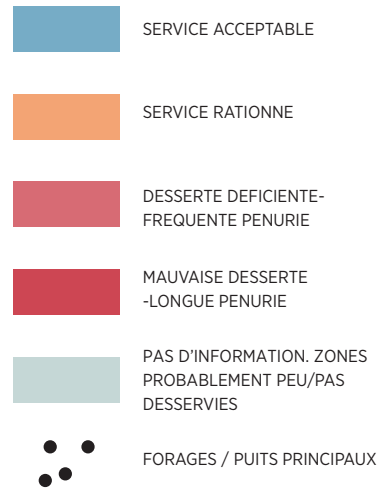 SERVICE ACCEPTABLE
SERVICE RATIONNE
DESSERTE DEFICIENTE-
FREQUENTE PENURIE
MAUVAISE DESSERTE
-LONGUE PENURIE
PAS D'INFORMATION. ZONES
PROBABLEMENT PEU/PAS
DESSERVIES
FORAGES / PUITS PRINCIPAUX